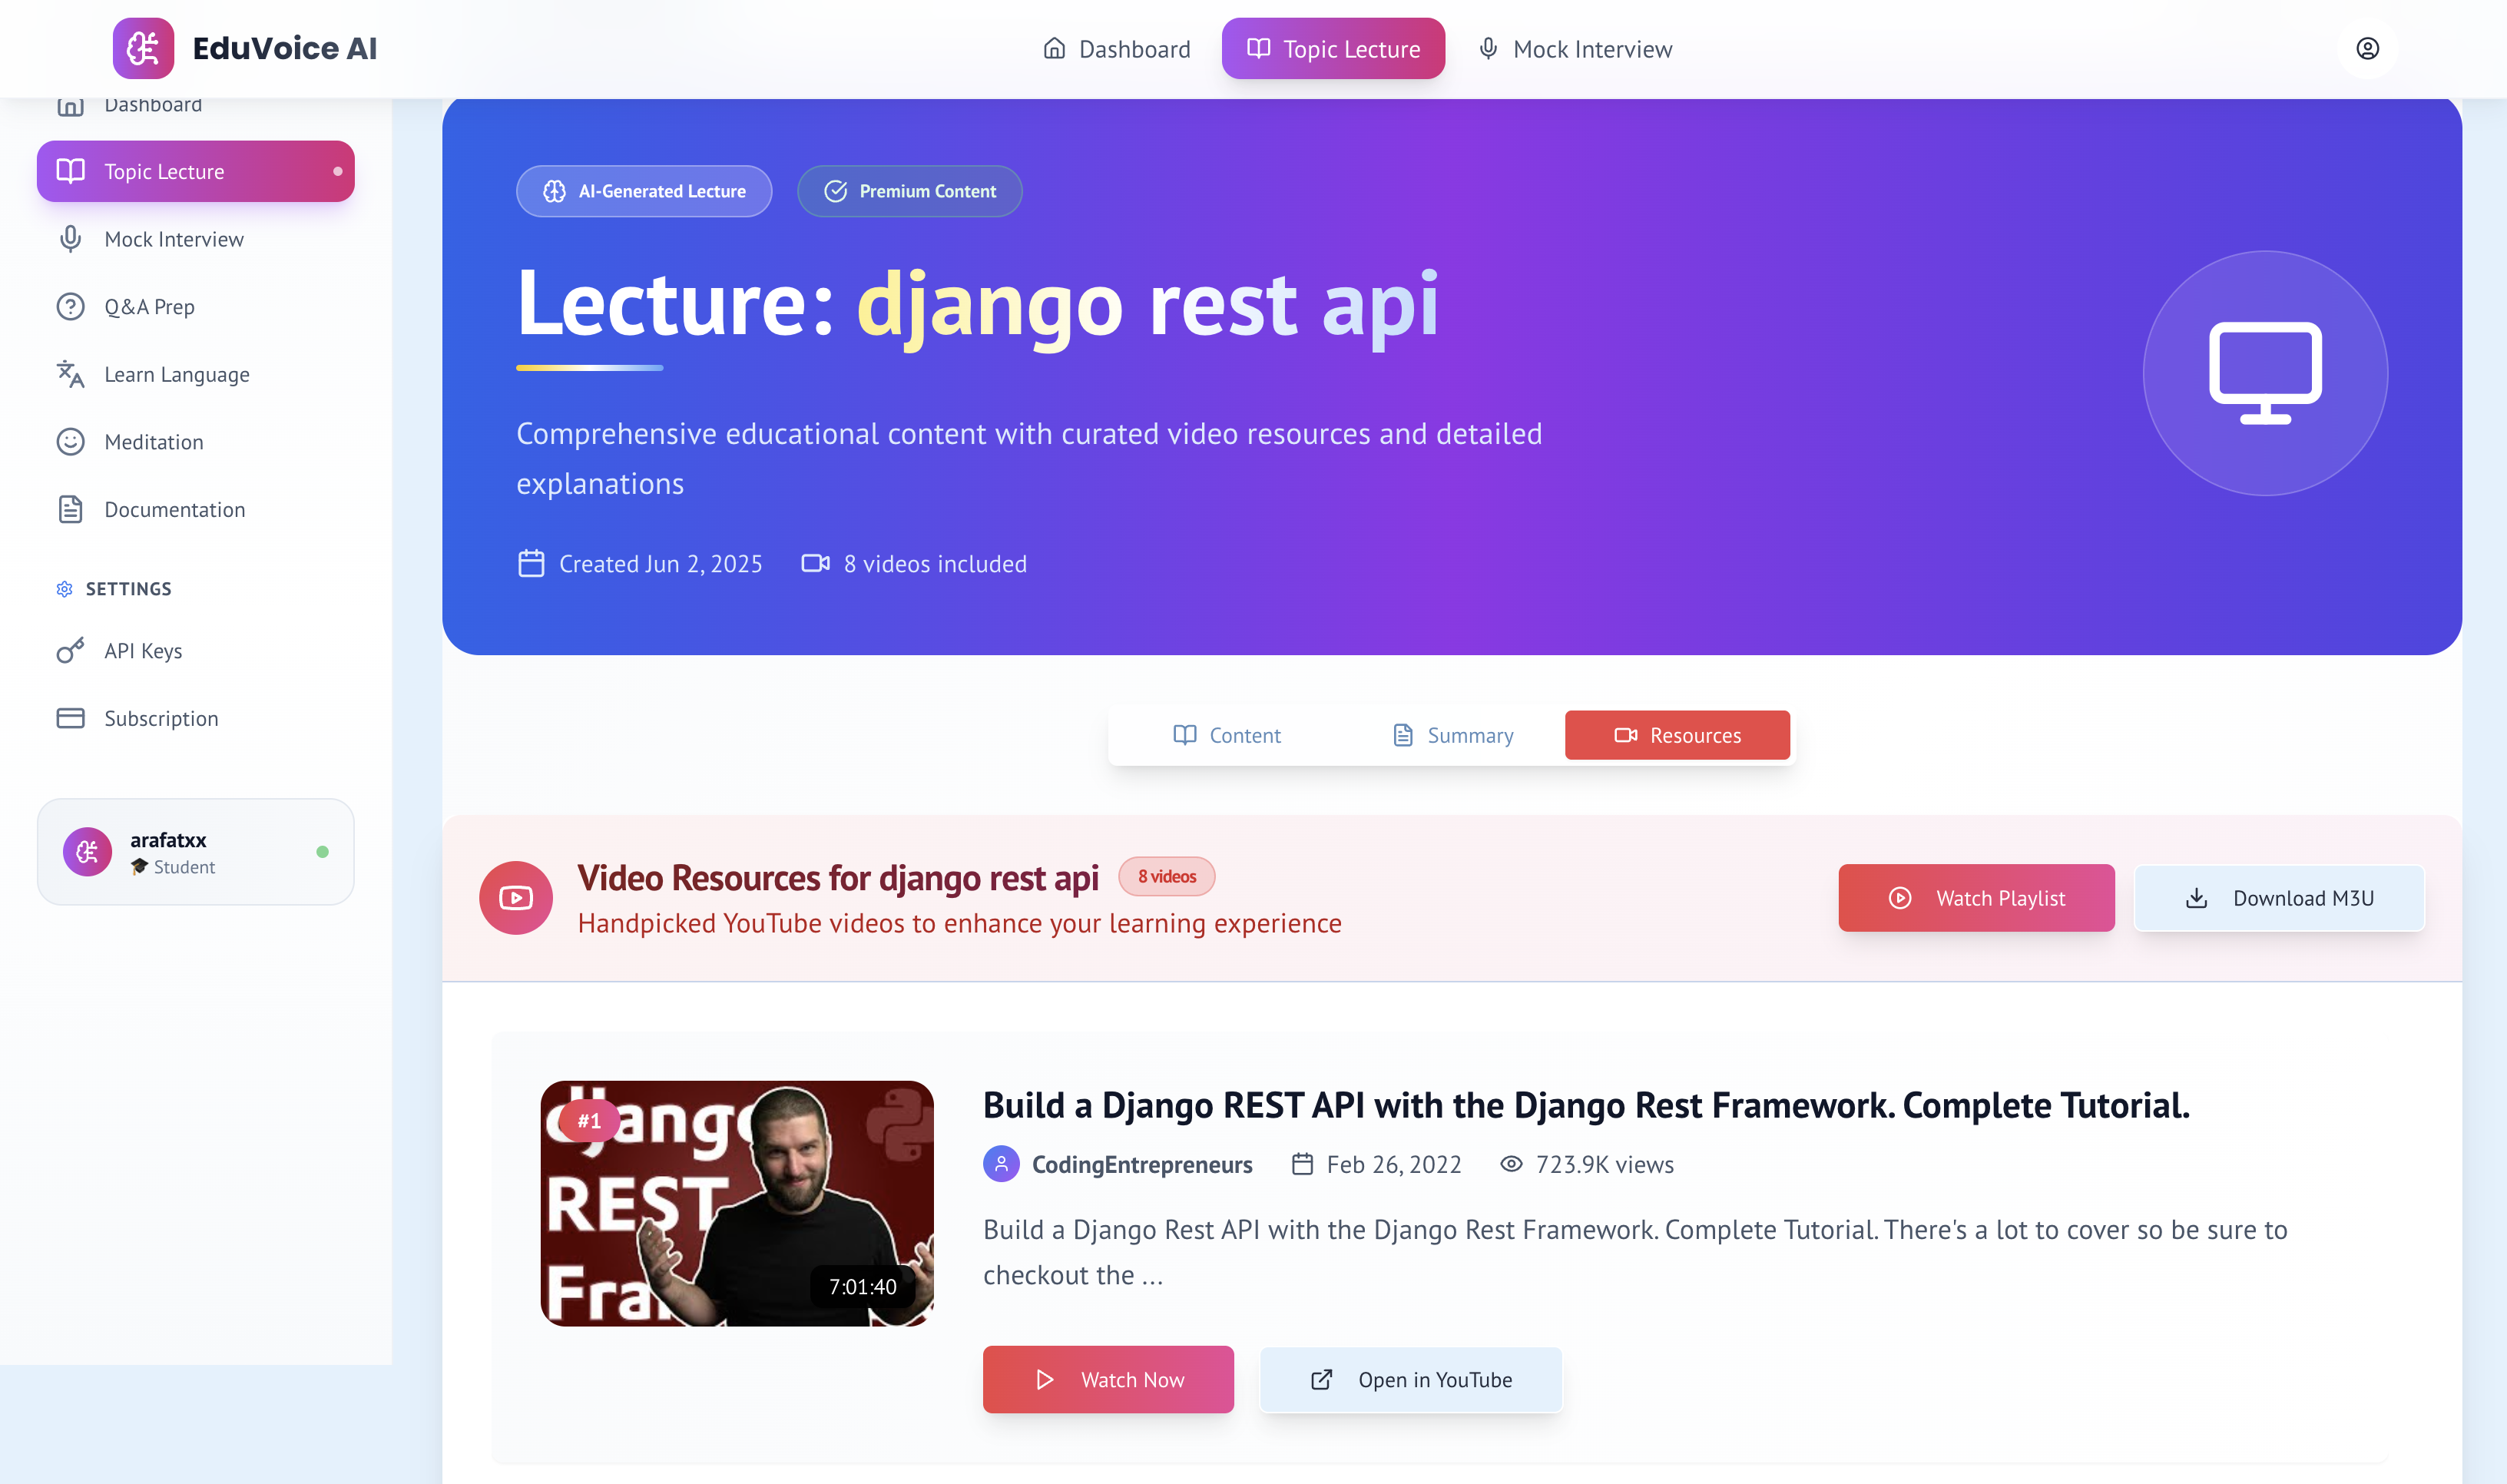 EduVoice AI
Dashboard
Topic Lecture
Mock Interview
Dashboard
Topic Lecture
Mock Interview
Q&A Prep
Learn Language
Meditation
Documentation
SETTINGS
API Keys
Subscription
arafatxx
🎓 Student
AI-Generated Lecture
Premium Content
Lecture: django rest api
Comprehensive educational content with curated video resources and detailed
explanations
Created Jun 2, 2025
8 videos included
Content
Summary
Resources
Video Resources for django rest api
8 videos
Handpicked YouTube videos to enhance your learning experience
Watch Playlist
Download M3U
django
#1
REST
Fra
7:01:40
Build a Django REST API with the Django Rest Framework. Complete Tutorial.
CodingEntrepreneurs
Feb 26, 2022
723.9K views
Build a Django Rest API with the Django Rest Framework. Complete Tutorial. There's a lot to cover so be sure to
checkout the ...
Watch Now
Open in YouTube